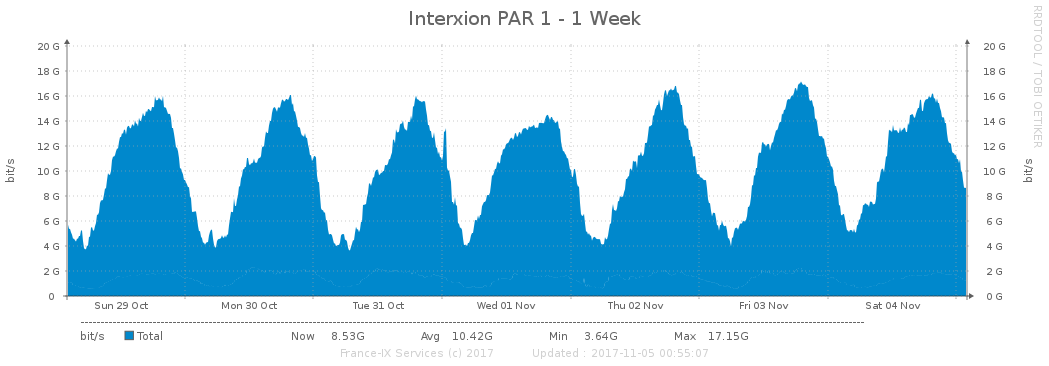 Interxion PAR 1 - 1 Week
RRDTOOL / TOBI OETIKER
20 G 20 G
18 G 18 G
16 G 16 G
14 G 14 G
12 G 12 G
10 G 10 G
8 G 8 G
6 G 6 G
4 G 4 G
2 G 2 G
0 0 G
bit/s
bit/s
Sun 29 Oct Mon 30 Oct Tue 31 Oct Wed 01 Nov Thu 02 Nov Fri 03 Nov Sat 04 Nov
bit/s Total Now 8.53G Avg 10.42G Min 3.64G Max 17.15G
France-IX Services (c) 2017 Updated : 2017-11-05 00:55:07